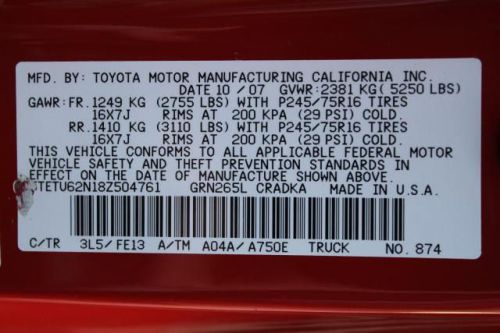 MFD. BY: TOYOTA MOTOR MANUFACTURING CALIFORNIA INC.
DATE 10/07 GVWR:2381 KG(5250 LBS)
GAWR:FR.1249 KG (2755 LBS) WITH P245/75R16 TIRES
16X7J RIMS AT 200 KPA (29 PSI) COLD.
RR.1410 KG (3110 LBS) WITH P245/75R16 TIRES
16X7J RIMS AT 200 KPA (29 PSI) COLD.
THIS VEHICLE CONFORMS TO ALL APPLICABLE FEDERAL MOTOR
VEHICLE SAFETY AND THEFT PREVENTION STANDARDS IN
EFFECT ON THE DATE OF MANUFACTURE SHOWN ABOVE.
TETU62N18Z504761 GRN265L CRADKA MADE IN U.S.A.
C/TR 3L5/FE13 A/TM A04A/A750E TRUCK NO. 874